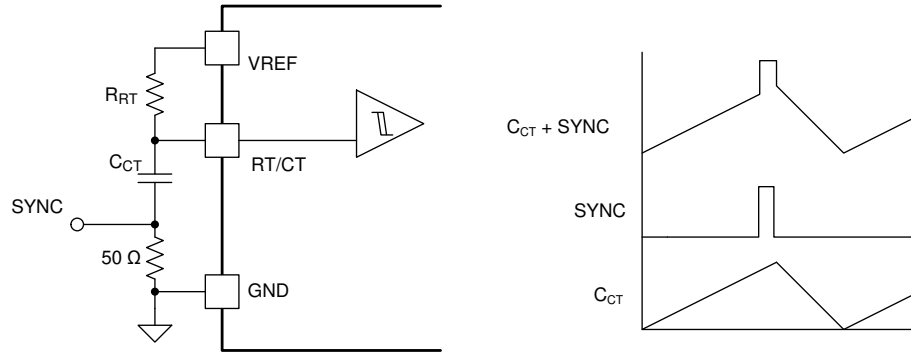 VREF
RRT
CCT
RT/CT
SYNC
50 Ω
GND
CCT + SYNC
SYNC
CCT